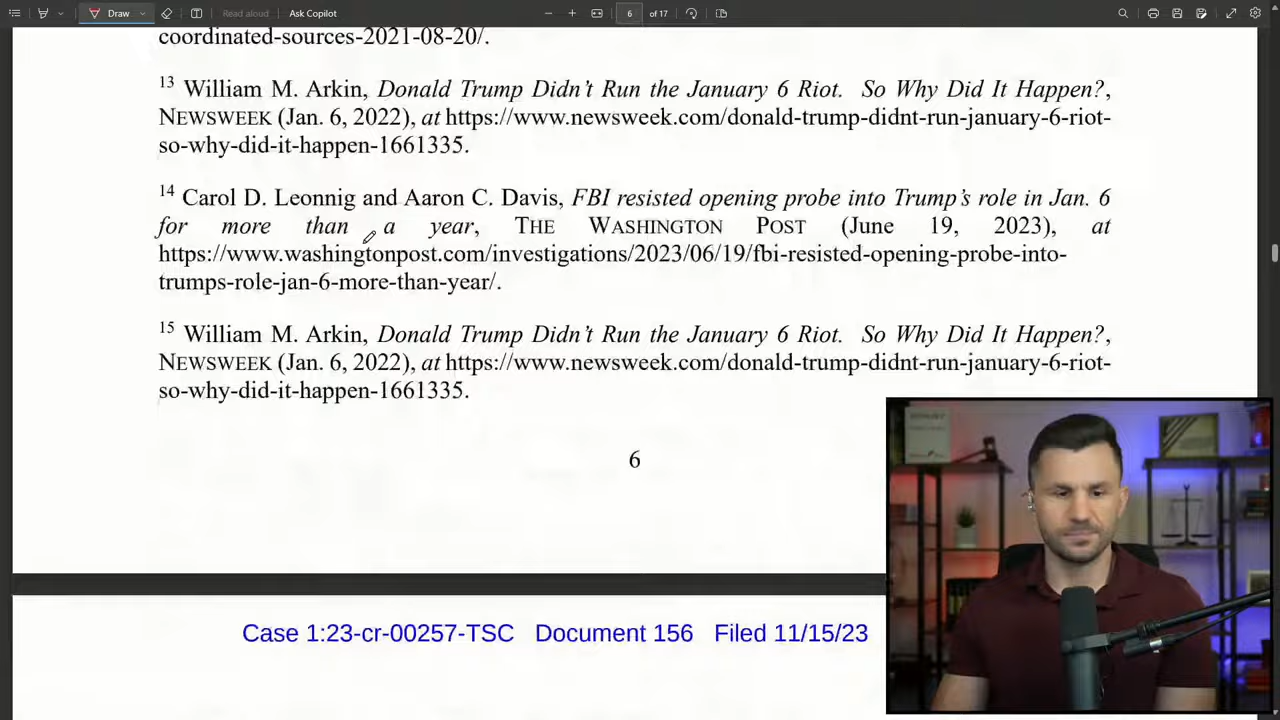 Draw
Read aloud
Ask Copilot
6 of 17
coordinated-sources-2021-08-20/.
13 William M. Arkin, Donald Trump Didn't Run the January 6 Riot. So Why Did It Happen?,
NEWSWEEK (Jan. 6, 2022), at https://www.newsweek.com/donald-trump-didnt-run-january-6-riot-
so-why-did-it-happen-1661335.
14 Carol D. Leonnig and Aaron C. Davis, FBI resisted opening probe into Trump's role in Jan. 6
for more than a year, THE WASHINGTON POST (June 19, 2023), at
https://www.washingtonpost.com/investigations/2023/06/19/fbi-resisted-opening-probe-into-
trumps-role-jan-6-more-than-year/.
15 William M. Arkin, Donald Trump Didn't Run the January 6 Riot. So Why Did It Happen?,
NEWSWEEK (Jan. 6, 2022), at https://www.newsweek.com/donald-trump-didnt-run-january-6-riot-
so-why-did-it-happen-1661335.
6
Case 1:23-cr-00257-TSC Document 156 Filed 11/15/23